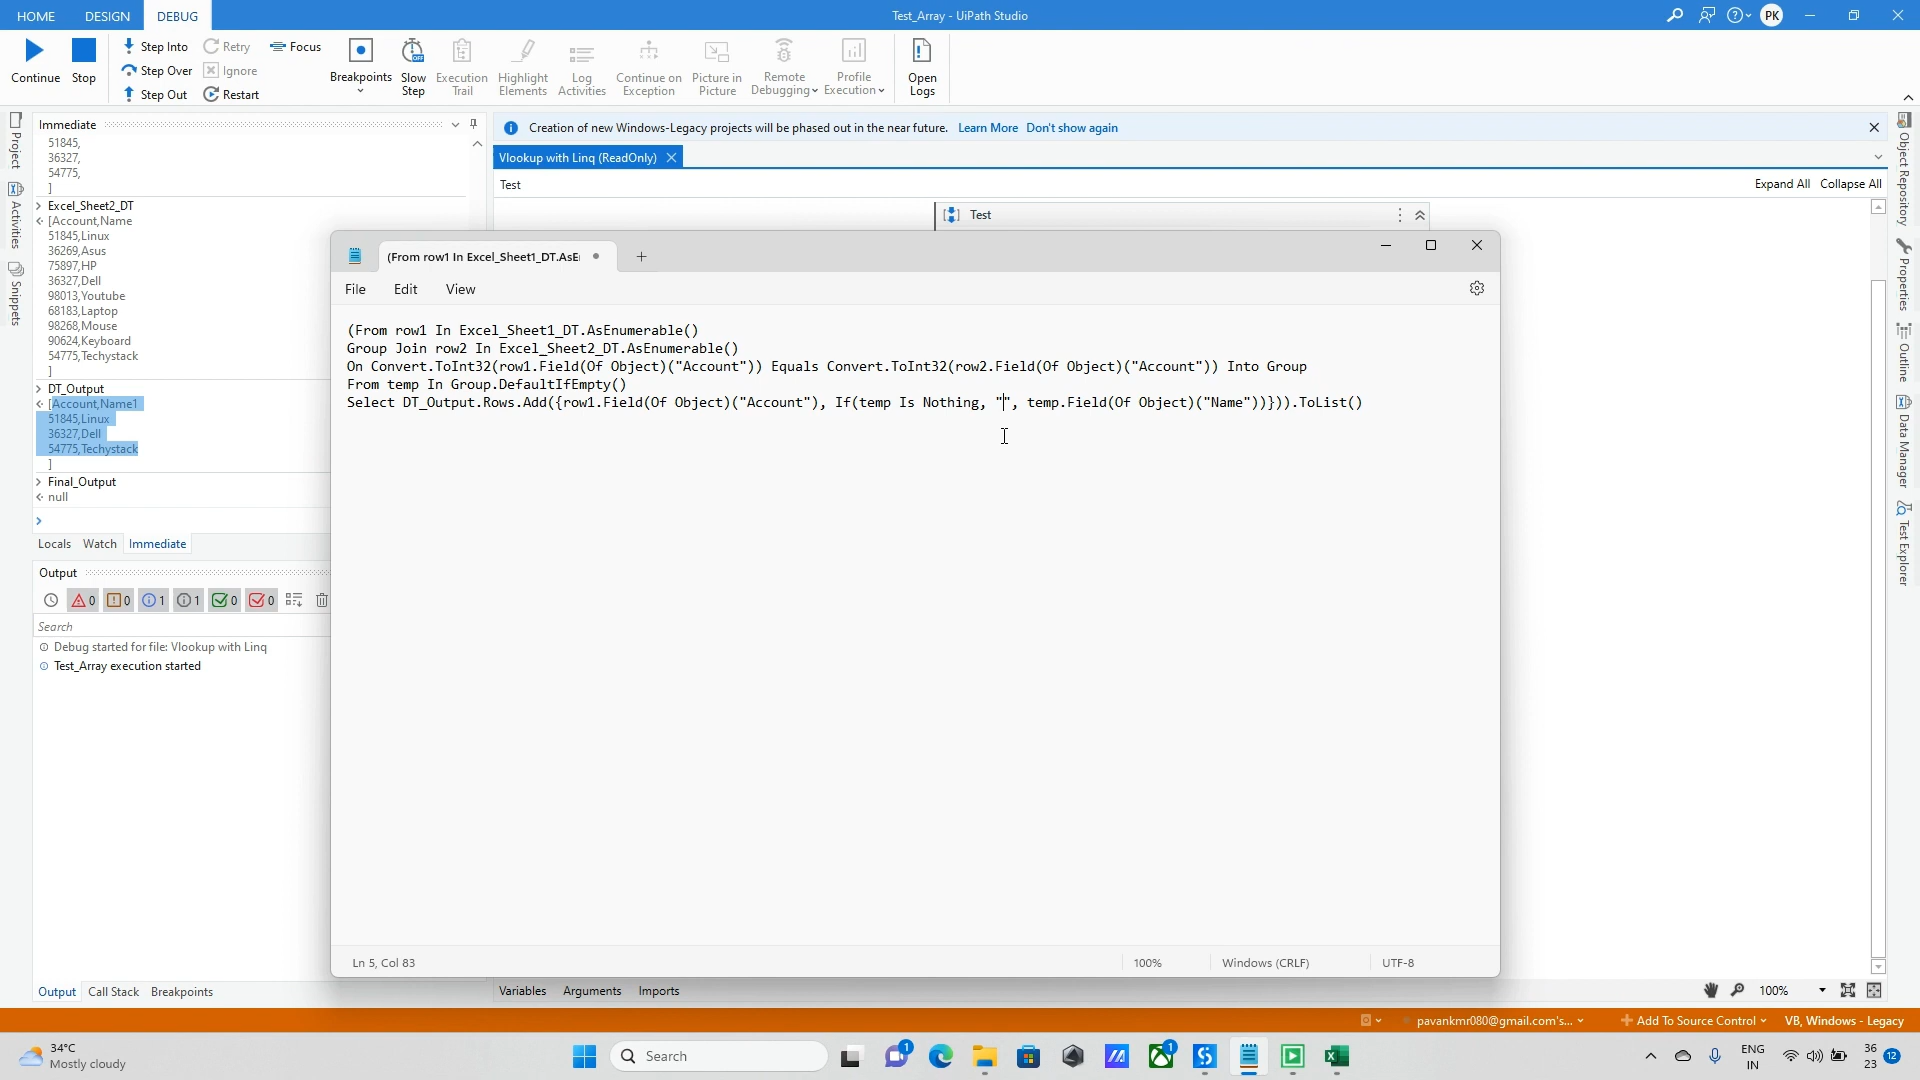 HOME DESIGN DEBUG
Test_Array - UiPath Studio
PK
Continue Stop
Step Into Retry Focus
Step Over Ignore
Step Out Restart
Breakpoints
Slow Step
Execution Trail
Highlight Elements
Log Activities
Continue on Exception
Picture in Picture
Remote Debugging
Profile Execution
Open Logs
Project
Activities
Snippets
Immediate
51845,
36327,
54775,
]
Excel_Sheet2_DT
[Account,Name
51845,Linux
36269,Asus
75897,HP
36327,Dell
98013,Youtube
68183,Laptop
98268,Mouse
90624,Keyboard
54775,Techystack
]
DT_Output
[Account,Name1
51845,Linux
36327,Dell
54775,Techystack
]
Final_Output
null
Locals Watch Immediate
Output
0 0 1 1 0 0
Search
Debug started for file: Vlookup with Linq
Test_Array execution started
Output Call Stack Breakpoints
Creation of new Windows-Legacy projects will be phased out in the near future. Learn More Don't show again
Vlookup with Linq (ReadOnly)
Test
Expand All Collapse All
Test
(From row1 In Excel_Sheet1_DT.AsE
File Edit View
(From row1 In Excel_Sheet1_DT.AsEnumerable()
Group Join row2 In Excel_Sheet2_DT.AsEnumerable()
On Convert.ToInt32(row1.Field(Of Object)("Account")) Equals Convert.ToInt32(row2.Field(Of Object)("Account")) Into Group
From temp In Group.DefaultIfEmpty()
Select DT_Output.Rows.Add({row1.Field(Of Object)("Account"), If(temp Is Nothing, "", temp.Field(Of Object)("Name"))})).ToList()
Ln 5, Col 83
100%
Windows (CRLF)
UTF-8
Variables Arguments Imports
100%
Object Repository
Properties
Outline
Data Manager
Test Explorer
pavankmr080@gmail.com's...
Add To Source Control
VB, Windows - Legacy
34°C
Mostly cloudy
Search
1
1
ENG
IN
36
23
12